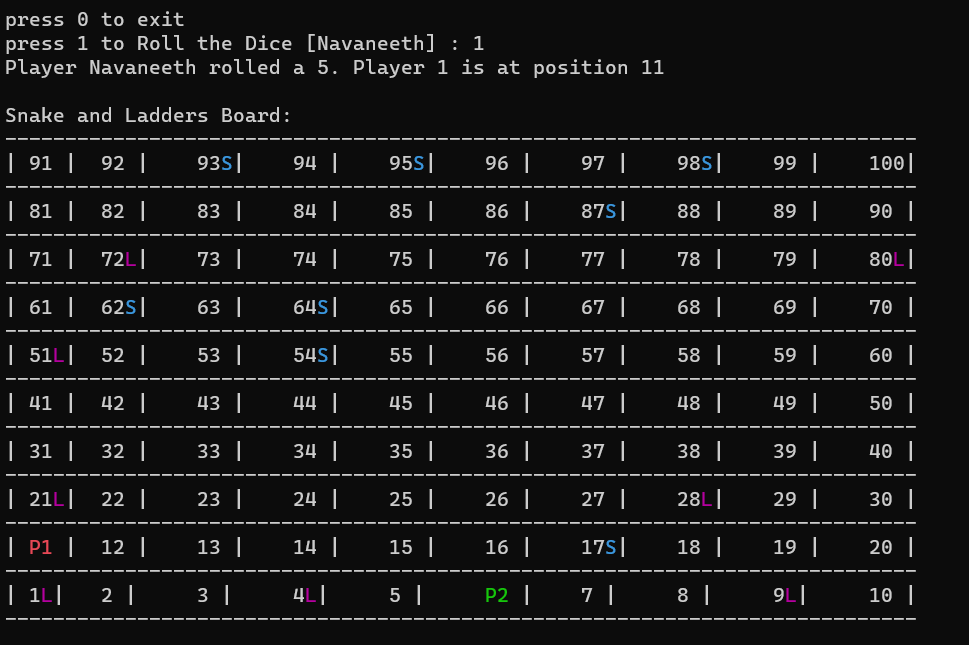 press 0 to exit
press 1 to Roll the Dice [Navaneeth] : 1
Player Navaneeth rolled a 5. Player 1 is at position 11
Snake and Ladders Board:
-----------------------------------------------------------------------------
| 91 |  92 |    93S|    94 |    95S|    96 |    97 |    98S|    99 |    100|
-----------------------------------------------------------------------------
| 81 |  82 |    83 |    84 |    85 |    86 |    87S|    88 |    89 |    90 |
-----------------------------------------------------------------------------
| 71 |  72L|    73 |    74 |    75 |    76 |    77 |    78 |    79 |    80L|
-----------------------------------------------------------------------------
| 61 |  62S|    63 |    64S|    65 |    66 |    67 |    68 |    69 |    70 |
-----------------------------------------------------------------------------
| 51L|  52 |    53 |    54S|    55 |    56 |    57 |    58 |    59 |    60 |
-----------------------------------------------------------------------------
| 41 |  42 |    43 |    44 |    45 |    46 |    47 |    48 |    49 |    50 |
-----------------------------------------------------------------------------
| 31 |  32 |    33 |    34 |    35 |    36 |    37 |    38 |    39 |    40 |
-----------------------------------------------------------------------------
| 21L|  22 |    23 |    24 |    25 |    26 |    27 |    28L|    29 |    30 |
-----------------------------------------------------------------------------
| P1 |  12 |    13 |    14 |    15 |    16 |    17S|    18 |    19 |    20 |
-----------------------------------------------------------------------------
| 1L|   2 |     3 |     4L|     5 |     P2 |    7 |     8 |     9L|     10 |
-----------------------------------------------------------------------------